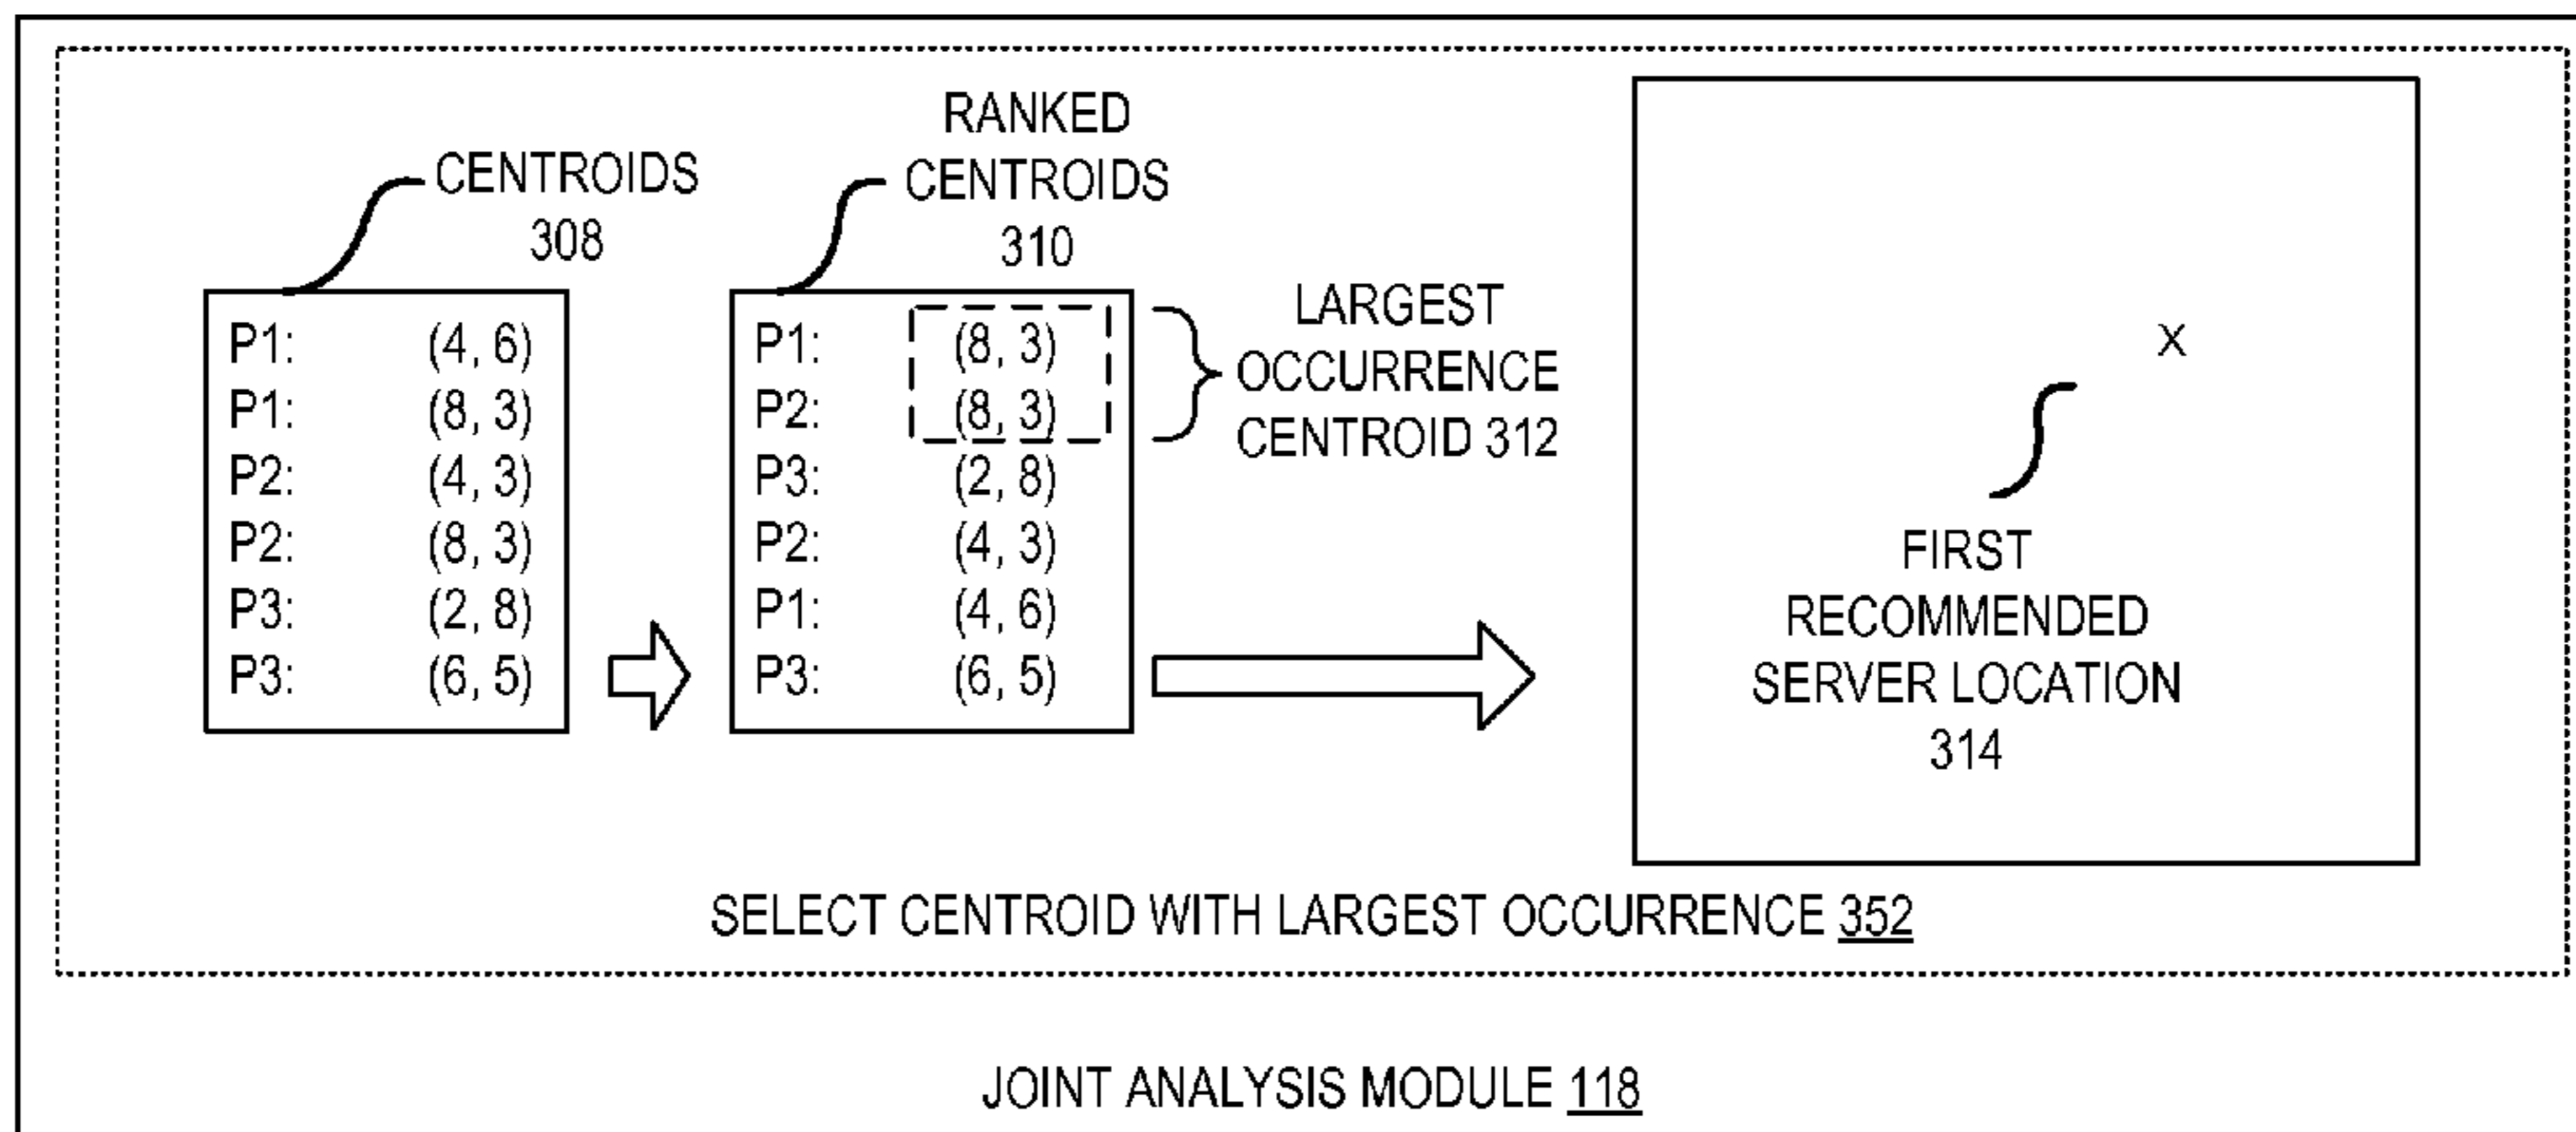 CENTROIDS
308
P1: (4, 6)
P1: (8, 3)
P2: (4, 3)
P2: (8, 3)
P3: (2, 8)
P3: (6, 5)
RANKED
CENTROIDS
310
P1: (8, 3)
P2: (8, 3)
P3: (2, 8)
P2: (4, 3)
P1: (4, 6)
P3: (6, 5)
LARGEST
OCCURRENCE
CENTROID 312
X
FIRST
RECOMMENDED
SERVER LOCATION
314
SELECT CENTROID WITH LARGEST OCCURRENCE 352
JOINT ANALYSIS MODULE 118